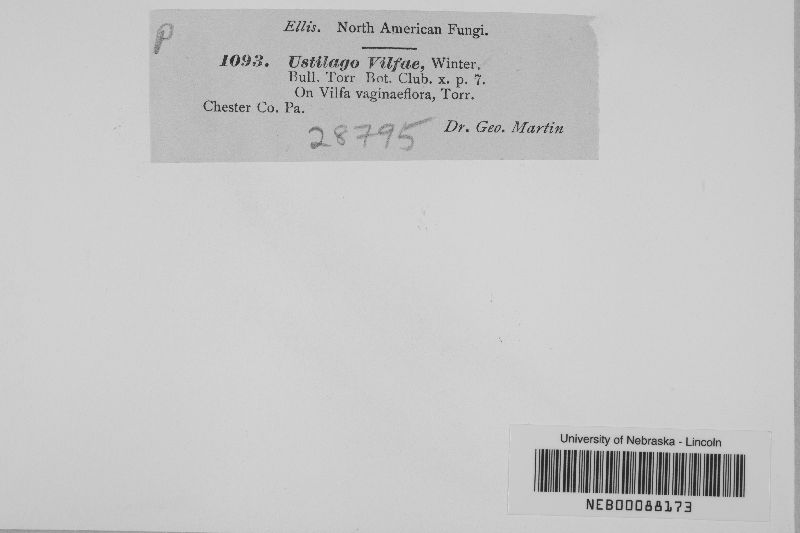 p
Ellis. North American Fungi.
1093. Ustilago Vilfae, Winter.
Bull. Torr Bot. Club. x. p. 7.
On Vilfa vaginaeflora, Torr.
Chester Co. Pa.
Dr. Geo. Martin
28795
University of Nebraska - Lincoln
NEB00088173